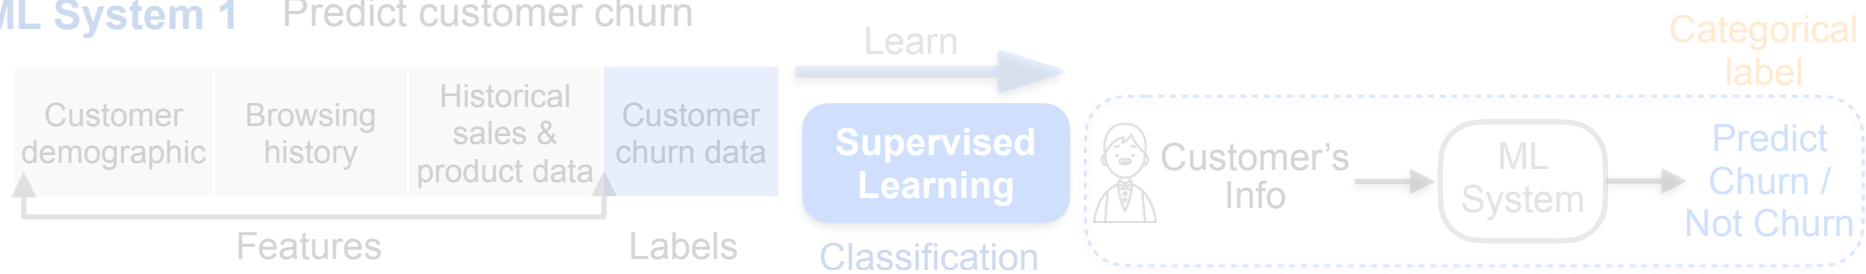 ML System 1 Predict customer churn
Learn
Categorical
label
Customer
demographic
Browsing
history
Historical
sales &
product data
Customer
churn data
Supervised
Learning
Customer's
Info
ML
System
Predict
Churn /
Not Churn
Features
Labels
Classification